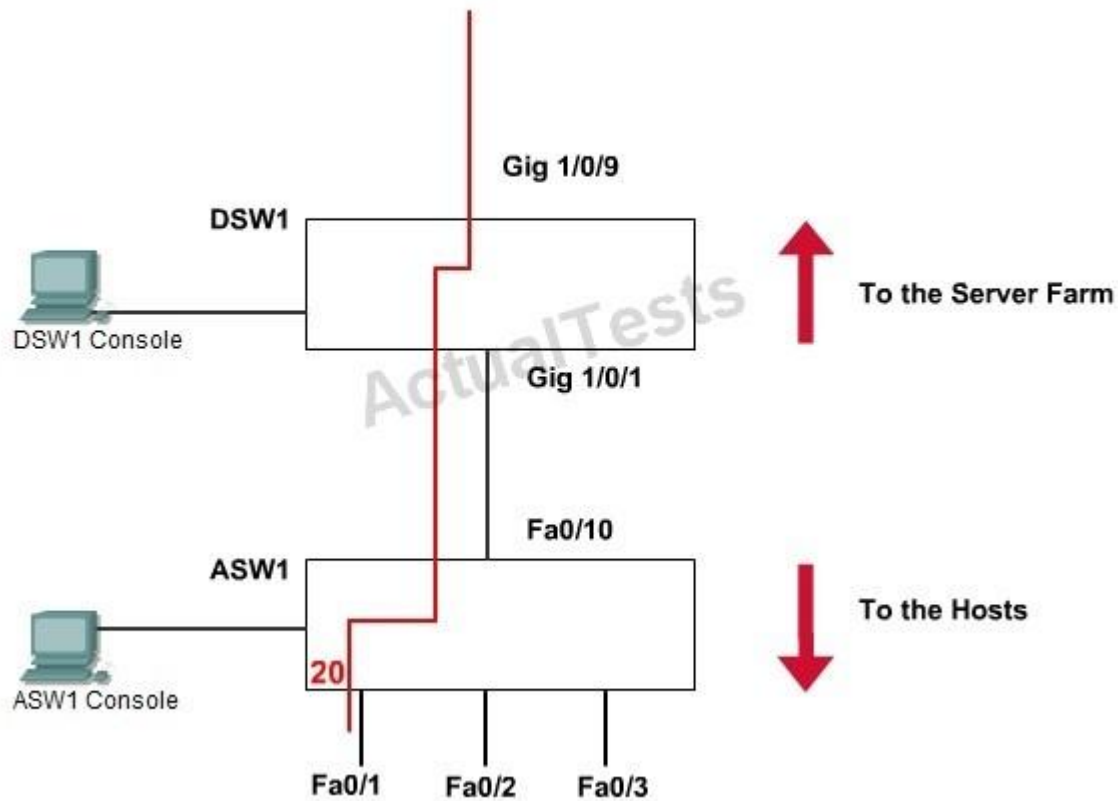 Gig 1/0/9
DSW1
DSW1 Console
To the Server Farm
ActualTests
Gig 1/0/1
Fa0/10
ASW1
ASW1 Console
To the Hosts
20
Fa0/1
Fa0/2
Fa0/3